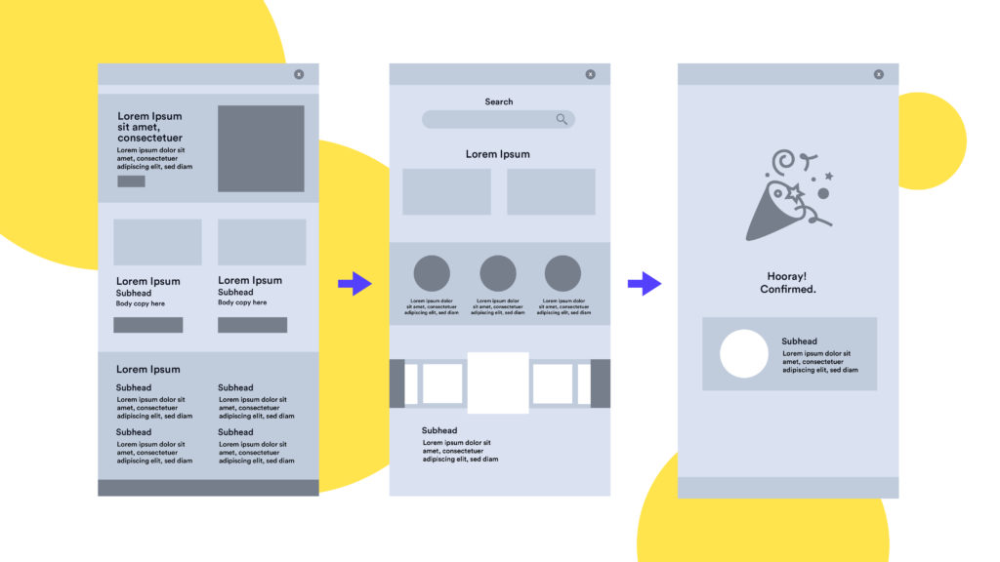 x
Lorem Ipsum
sit amet,
consectetuer
Lorem ipsum dolor sit
amet, consectetuer
adipiscing elit, sed diam
Lorem Ipsum
Subhead
Body copy here
Lorem Ipsum
Subhead
Body copy here
Lorem Ipsum
Subhead
Lorem ipsum dolor sit
amet, consectetuer
adipiscing elit, sed diam
Subhead
Lorem ipsum dolor sit
amet, consectetuer
adipiscing elit, sed diam
Subhead
Lorem ipsum dolor sit
amet, consectetuer
adipiscing elit, sed diam
Subhead
Lorem ipsum dolor sit
amet, consectetuer
adipiscing elit, sed diam
x
Search
Lorem Ipsum
Lorem ipsum dolor
sit amet, consectetuer
adipiscing elit, sed diam
Lorem ipsum dolor
sit amet, consectetuer
adipiscing elit, sed diam
Lorem ipsum dolor
sit amet, consectetuer
adipiscing elit, sed diam
Subhead
Lorem ipsum dolor sit
amet, consectetuer
adipiscing elit, sed diam
x
Hooray!
Confirmed.
Subhead
Lorem ipsum dolor sit
amet, consectetuer
adipiscing elit, sed diam